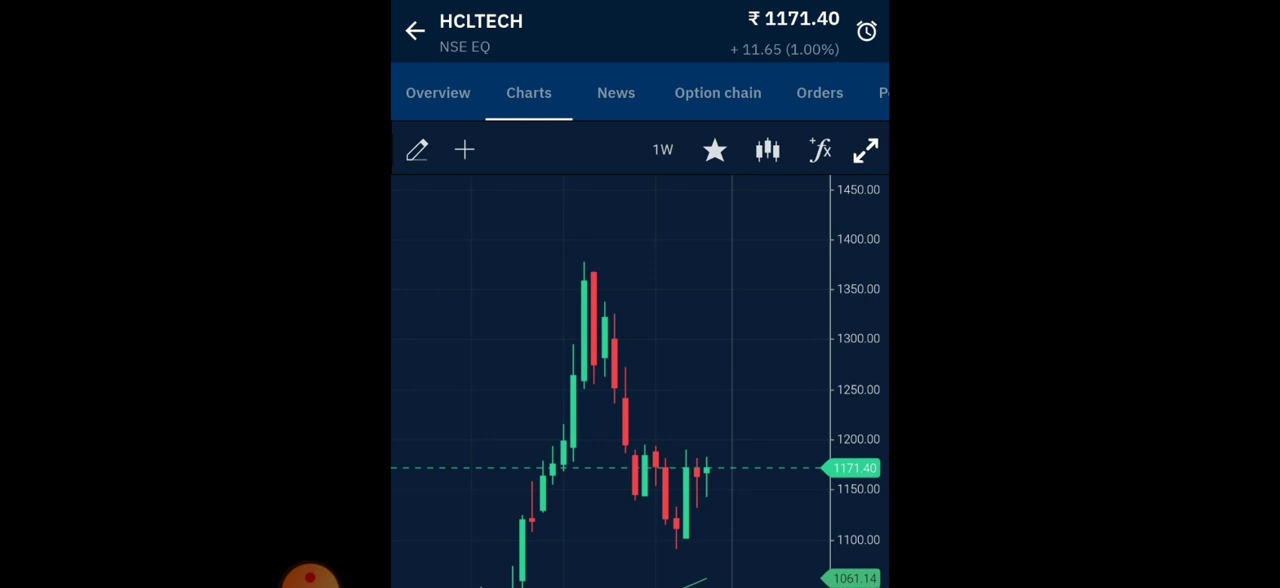 HCLTECH
₹ 1171.40
NSE EQ
+ 11.65 (1.00%)
Overview
Charts
News
Option chain
Orders
P
1W
1450.00
1400.00
1350.00
1300.00
1250.00
1200.00
1171.40
1150.00
1100.00
1061.14